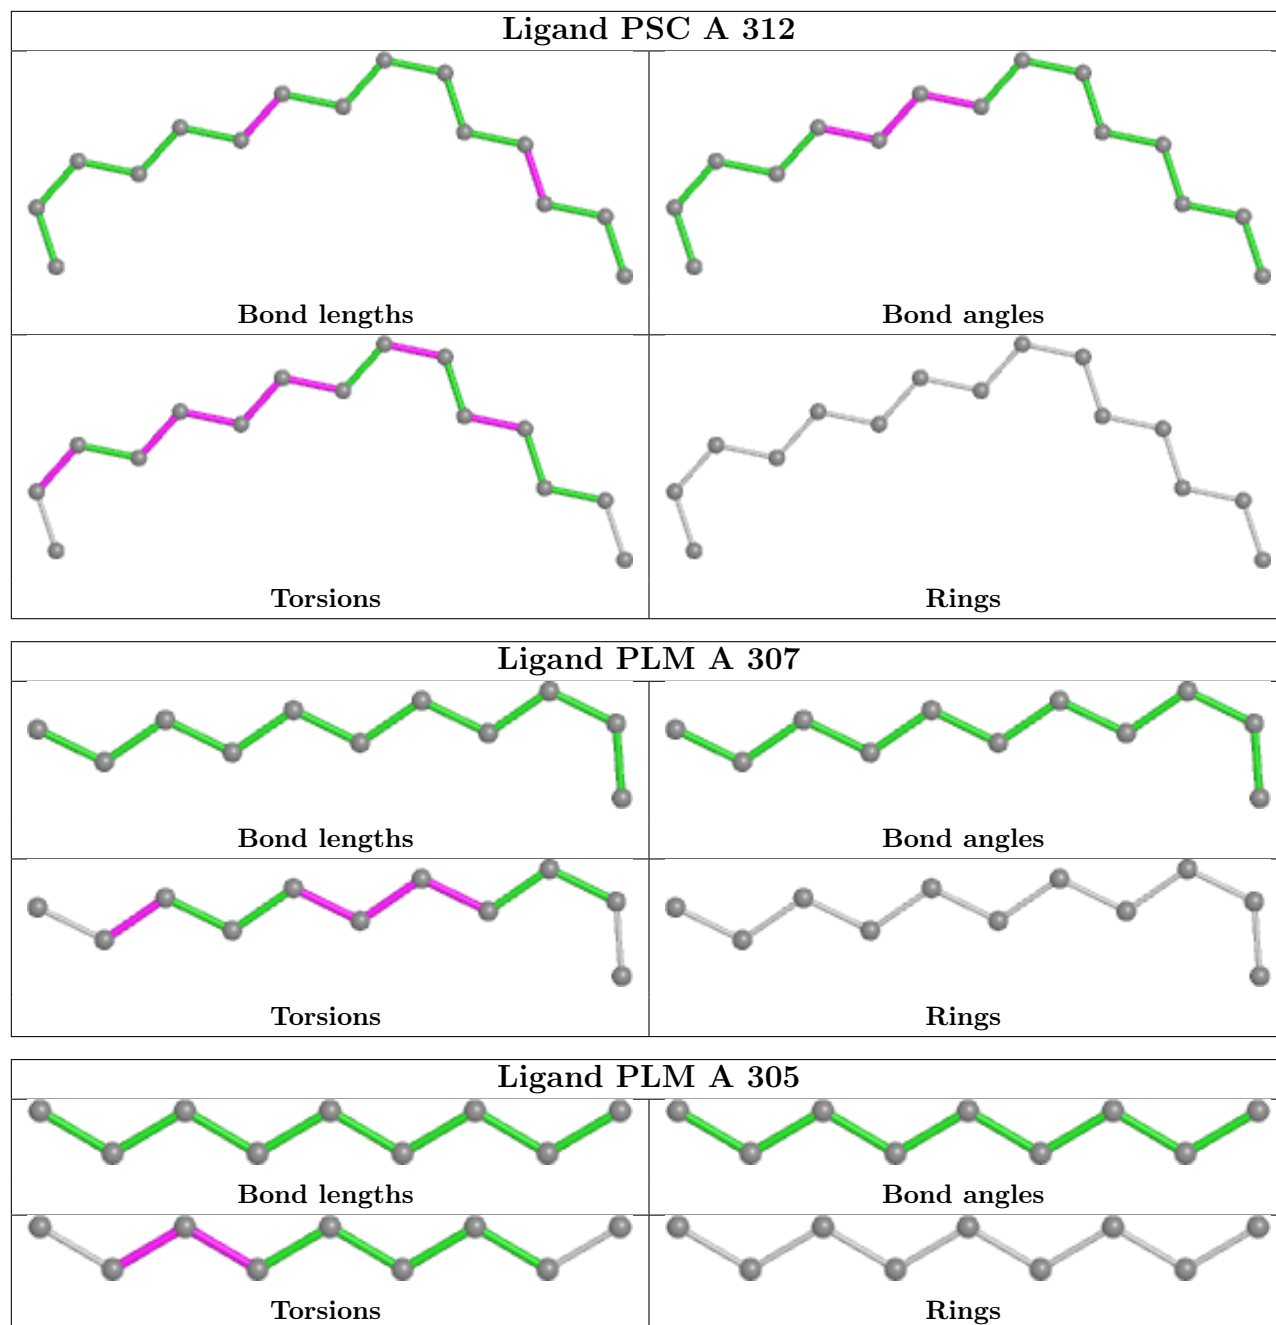 Ligand PSC A 312
Bond lengths
Bond angles
Torsions
Rings
Ligand PLM A 307
Bond lengths
Bond angles
Torsions
Rings
Ligand PLM A 305
Bond lengths
Bond angles
Torsions
Rings